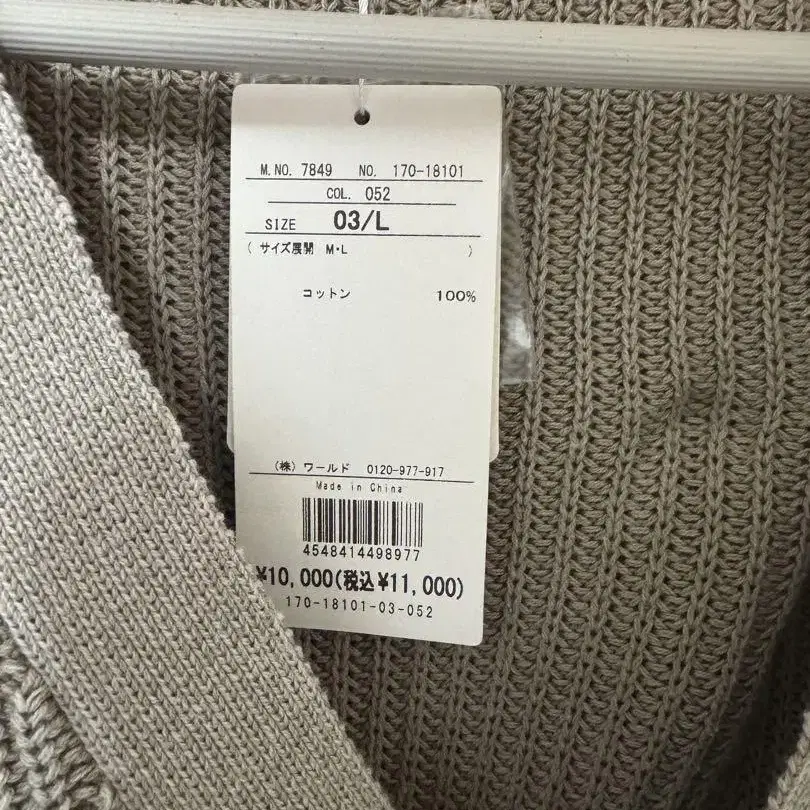 M.NO. 7849 NO. 170-18101
COL. 052
SIZE 03/L
( サイズ展開 M・L )
コットン 100%
(株) ワールド 0120-977-917
Made in China
4548414498977
¥10,000(税込¥11,000)
170-18101-03-052